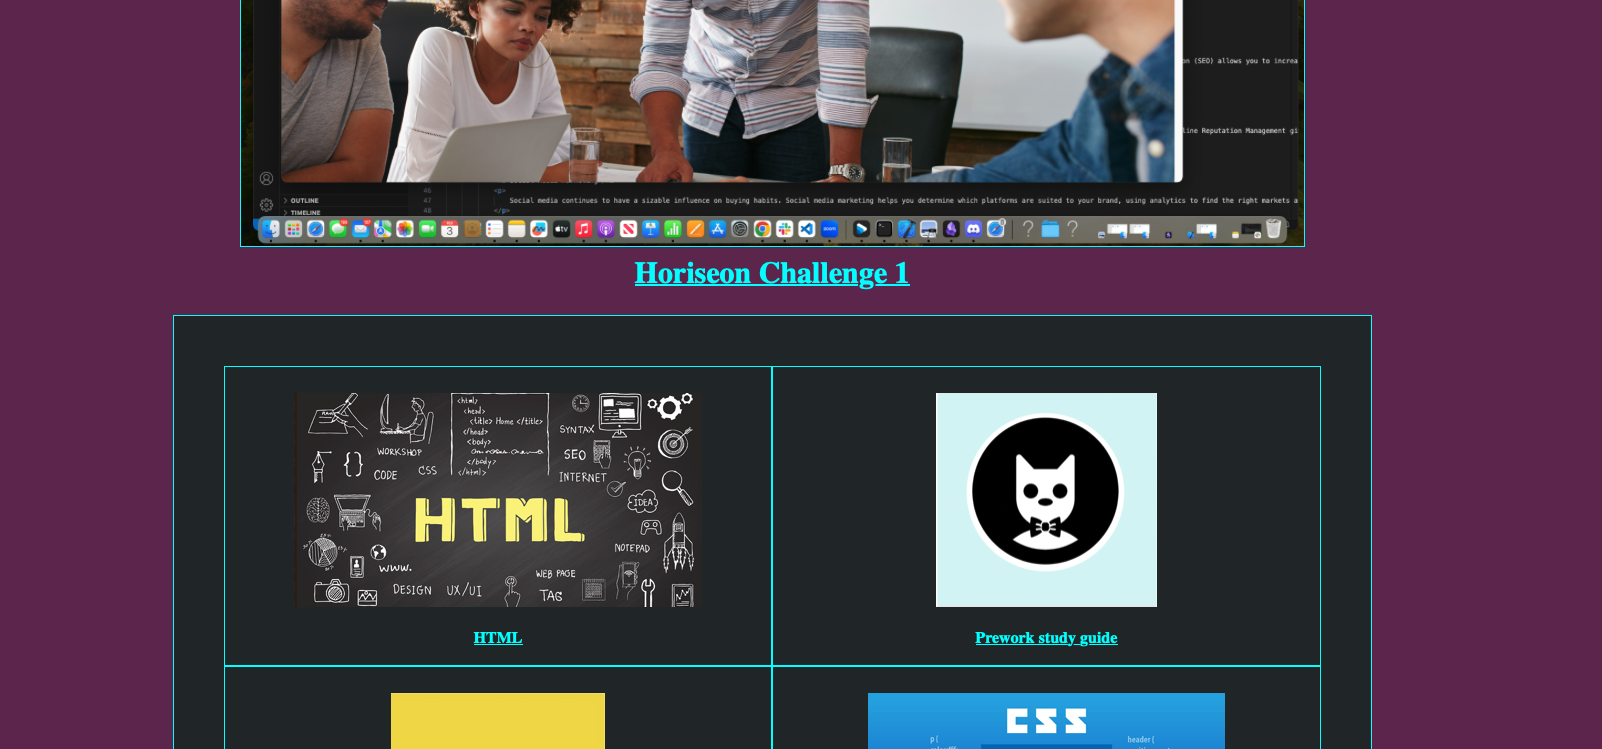 on (SEO) allows you to increa
line Reputation Management gi
46
<p>
OUTLINE
47
Social media continues to have a sizable influence on buying habits. Social media marketing helps you determine which platforms are suited to your brand, using analytics to find the right markets a
TIMELINE
48
</p>
3
tv
zoom
Horiseon Challenge 1
<html>
<head>
<title> Home </title>
</head>
<body>
</body>
</html>
WORKSHOP
CODE
CSS
SYNTAX
SEO
INTERNET
IDEA
HTML
NOTEPAD
WWW.
DESIGN
UX/UI
WEB PAGE
TAG
HTML
Prework study guide
CSS
p {
header {